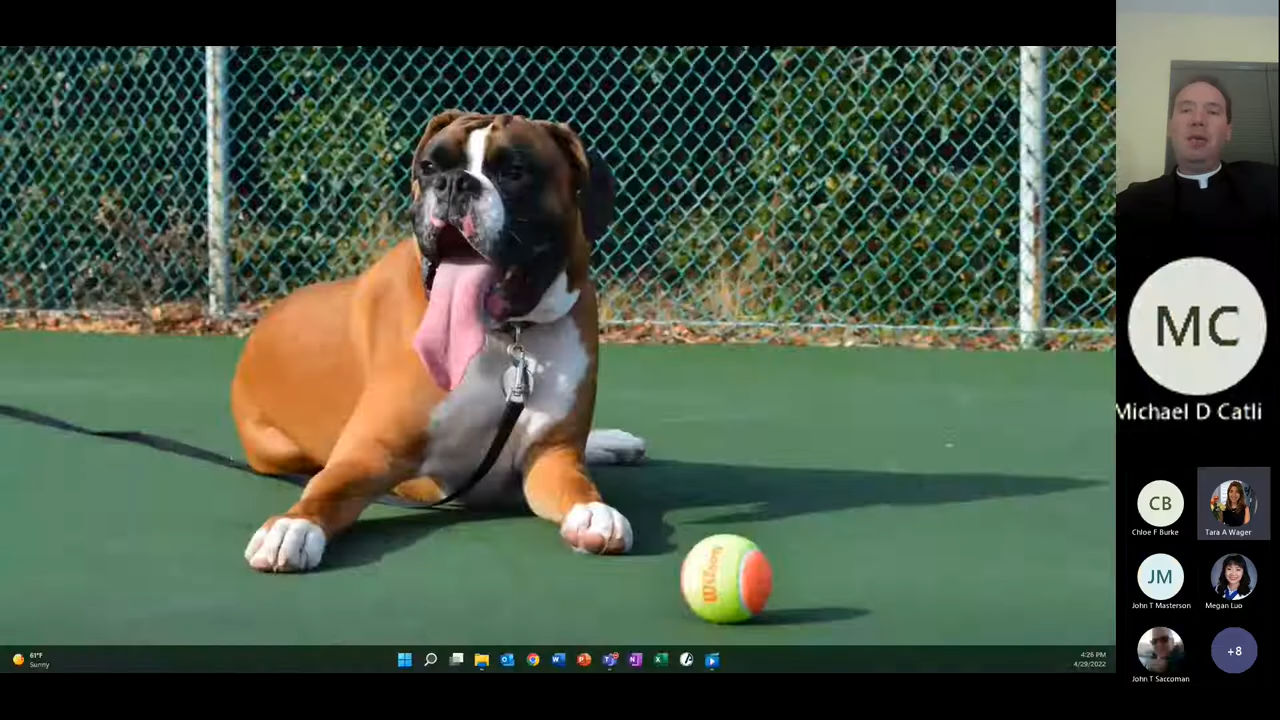 Wilson
MC
Michael D Catli
CB
Chloe F Burke
Tara A Wager
JM
John T Masterson
Megan Luo
John T Saccoman
+8
61°F
Sunny
4:26 PM
4/29/2022